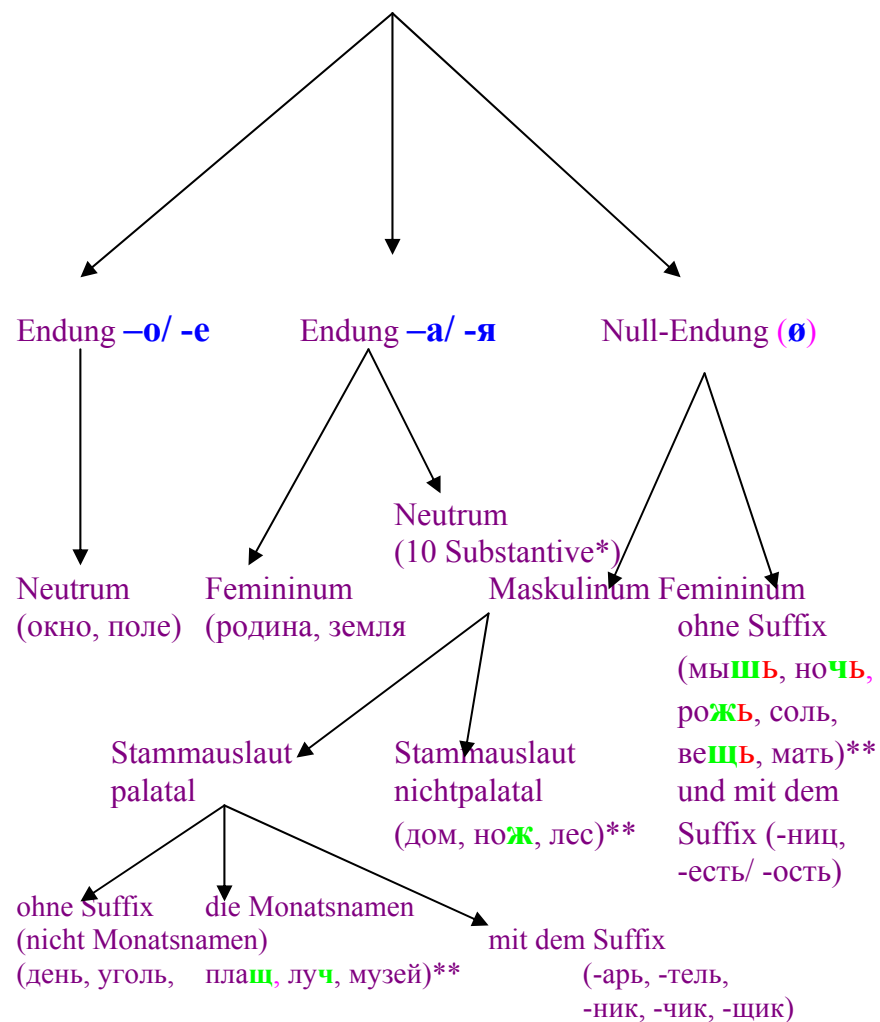 Endung –о/ -е Endung –а/ -я Null-Endung (ø)
Neutrum
(10 Substantive*)
Neutrum Femininum Maskulinum Femininum
(окно, поле) (родина, земля ohne Suffix
(мышь, ночь,
рожь, соль,
Stammauslaut Stammauslaut вещь, мать)**
palatal nichtpalatal und mit dem
(дом, нож, лес)** Suffix (-ниц,
-есть/ -ость)
ohne Suffix die Monatsnamen
(nicht Monatsnamen) mit dem Suffix
(день, уголь, плащ, луч, музей)** (-арь, -тель,
-ник, -чик, -щик)